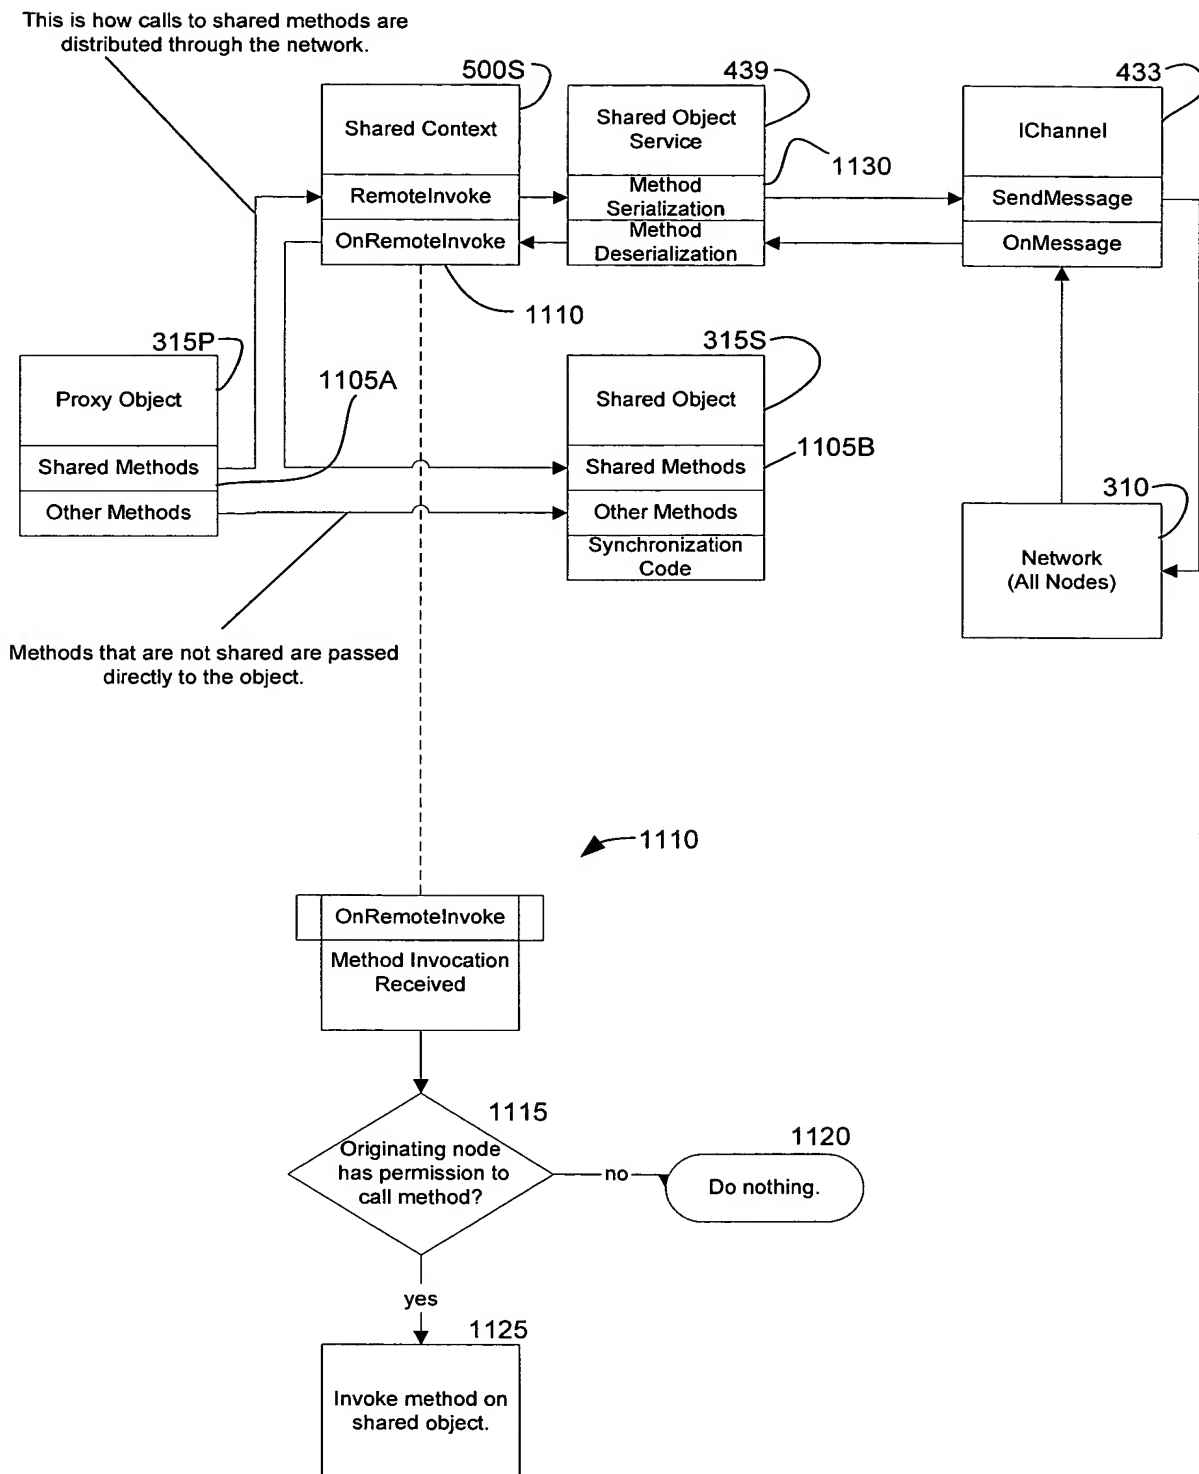 This is how calls to shared methods are
distributed through the network.
500S
439
433
Shared Context
Shared Object
Service
IChannel
1130
RemoteInvoke
Method
Serialization
SendMessage
OnRemoteInvoke
Method
Deserialization
OnMessage
1110
315P
315S
1105A
Proxy Object
Shared Object
Shared Methods
Shared Methods
1105B
Other Methods
Other Methods
Synchronization
Code
310
Network
(All Nodes)
Methods that are not shared are passed
directly to the object.
1110
OnRemoteInvoke
Method Invocation
Received
1115
Originating node
has permission to
call method?
no
1120
Do nothing.
yes
1125
Invoke method on
shared object.